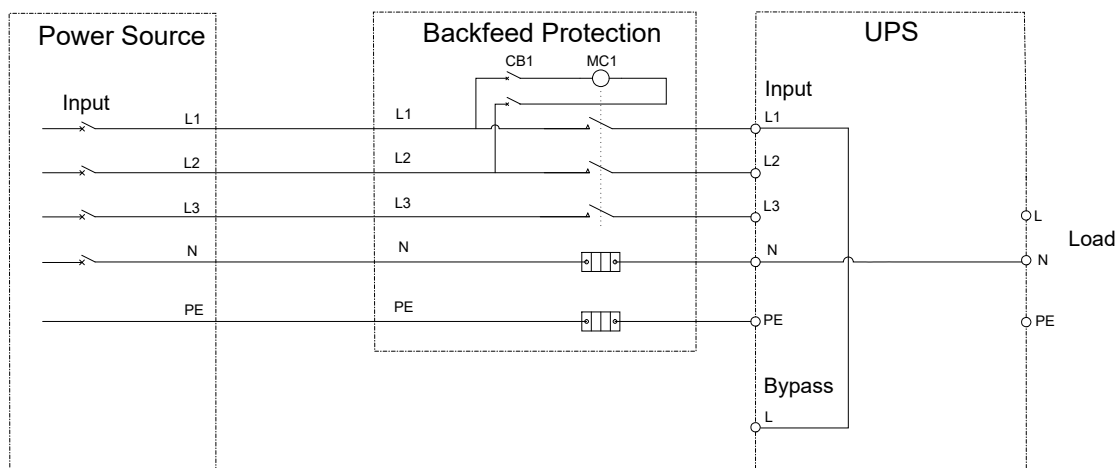 Power Source
Backfeed Protection
UPS
CB1
MC1
Input
Input
L1
L1
L1
L2
L2
L2
L3
L3
L3
L
Load
N
N
N
N
PE
PE
PE
PE
Bypass
L